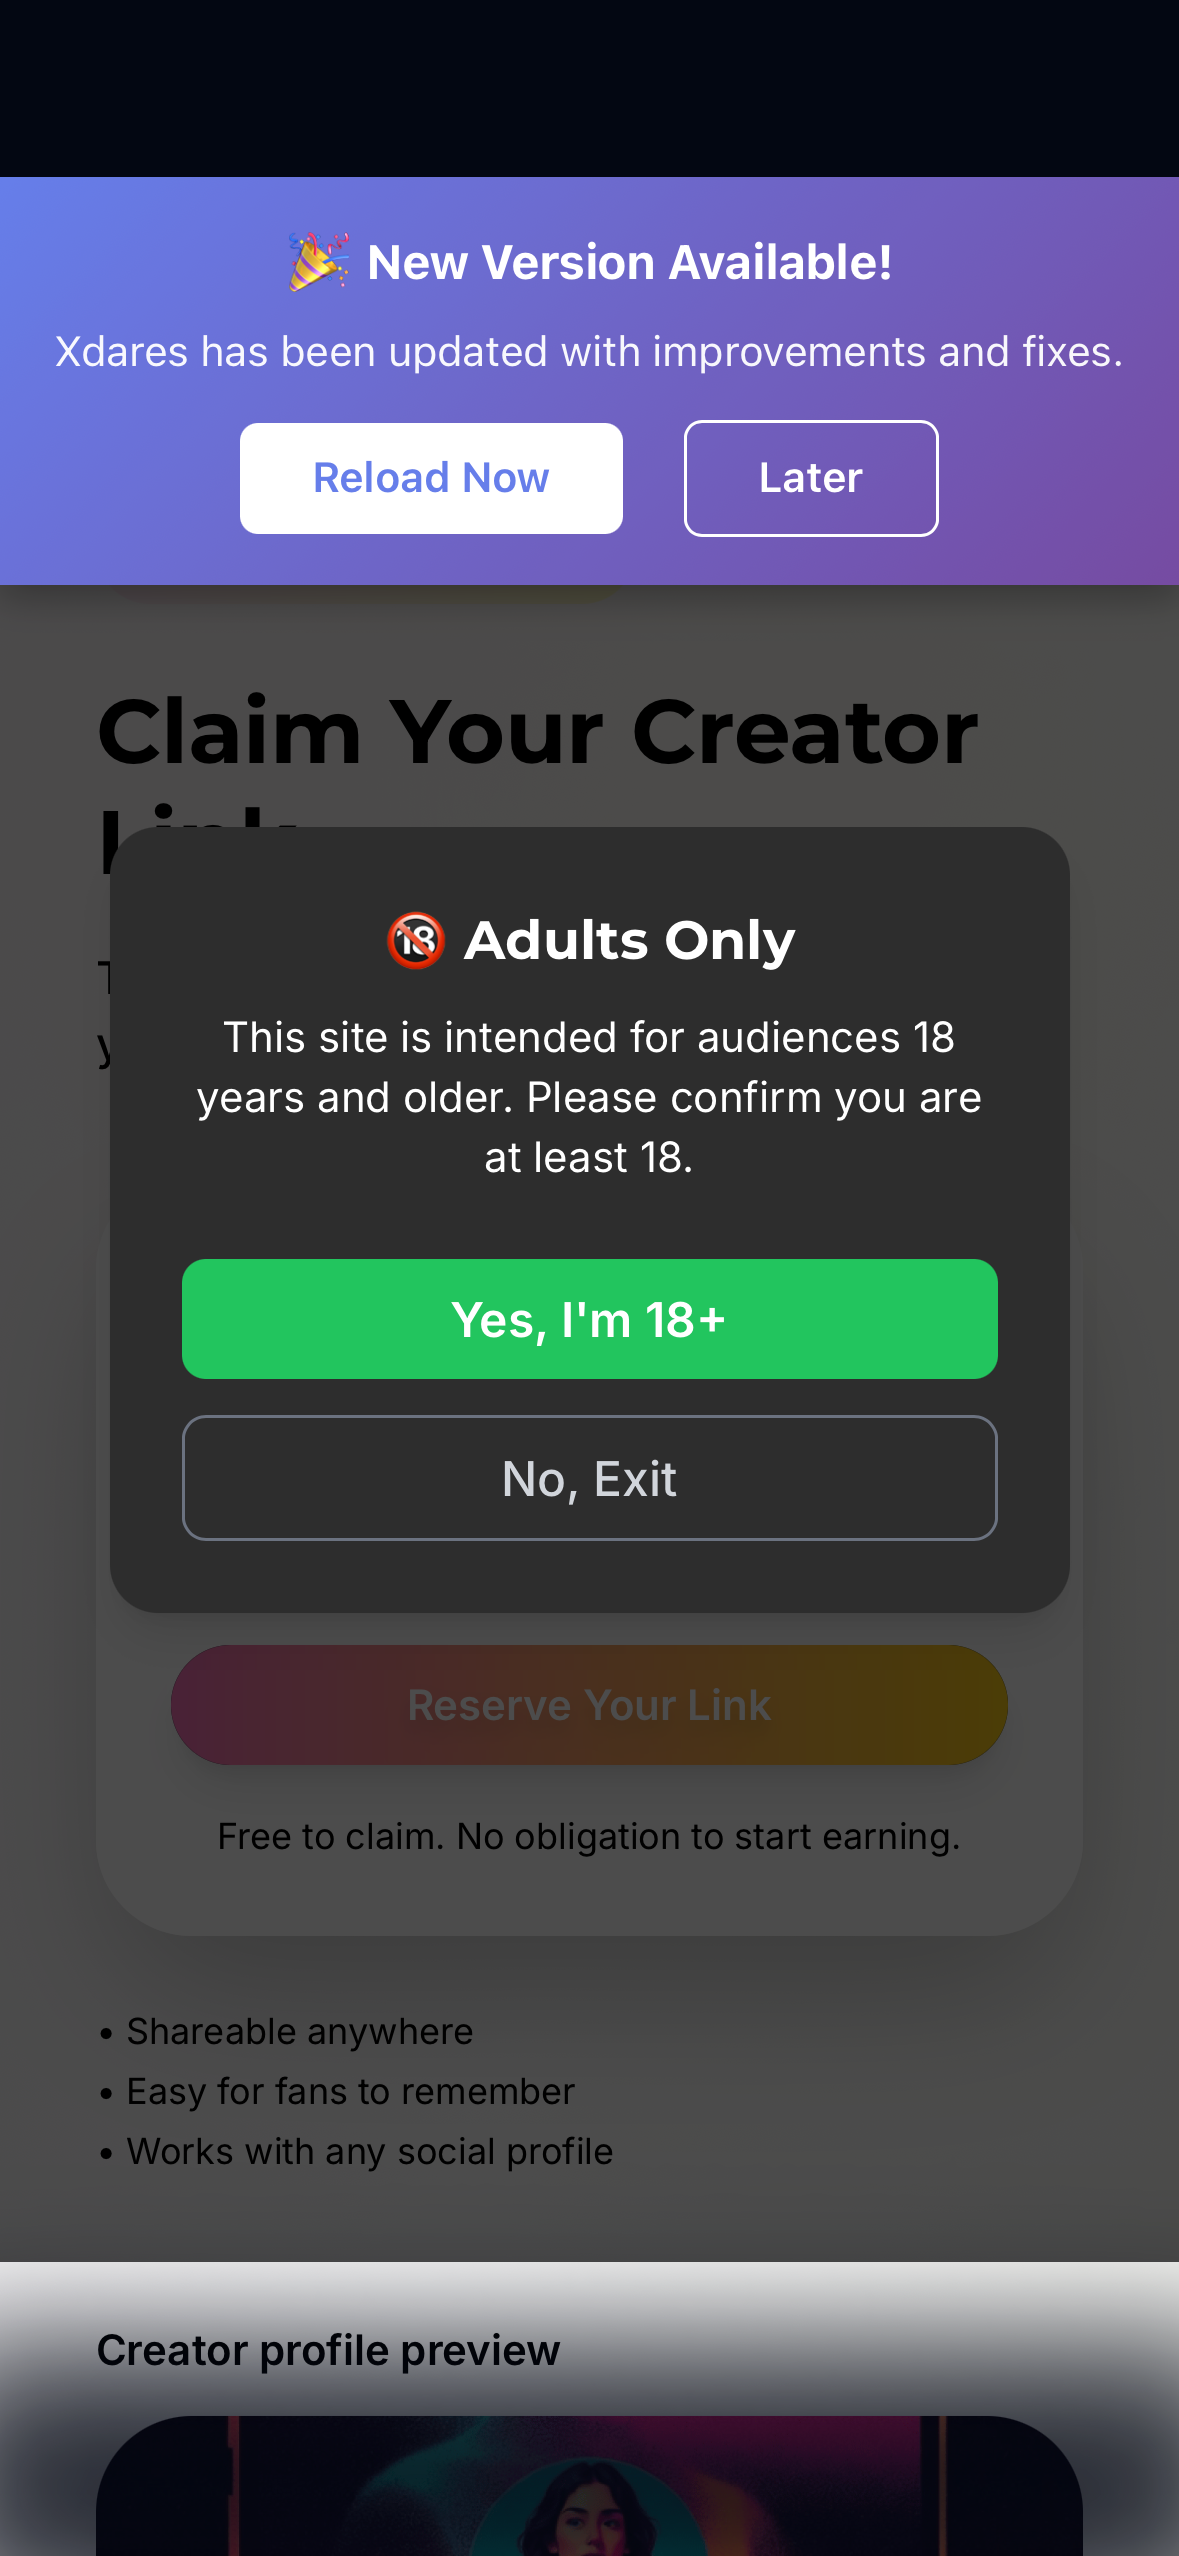 🎉 New Version Available!
Xdares has been updated with improvements and fixes.
Reload Now
Later
Claim Your Creator
Link
🔞 Adults Only
This site is intended for audiences 18
years and older. Please confirm you are
at least 18.
Yes, I'm 18+
No, Exit
Reserve Your Link
Free to claim. No obligation to start earning.
• Shareable anywhere
• Easy for fans to remember
• Works with any social profile
Creator profile preview